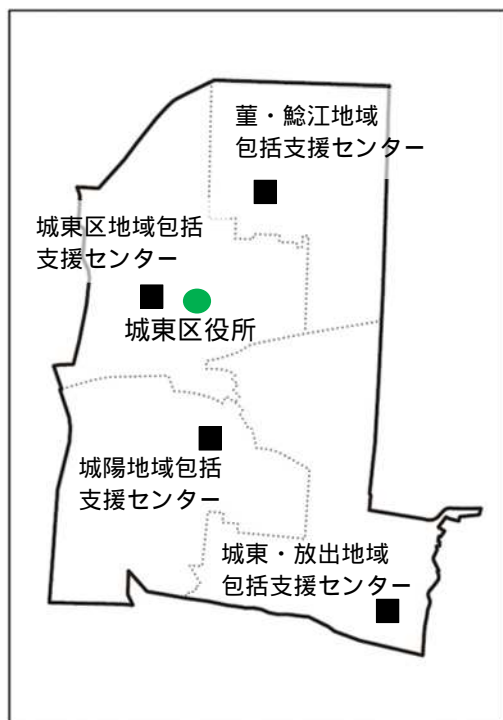 菫・鯰江地域
包括支援センター
城東区地域包括
支援センター
城東区役所
城陽地域包括
支援センター
城東・放出地域
包括支援センター